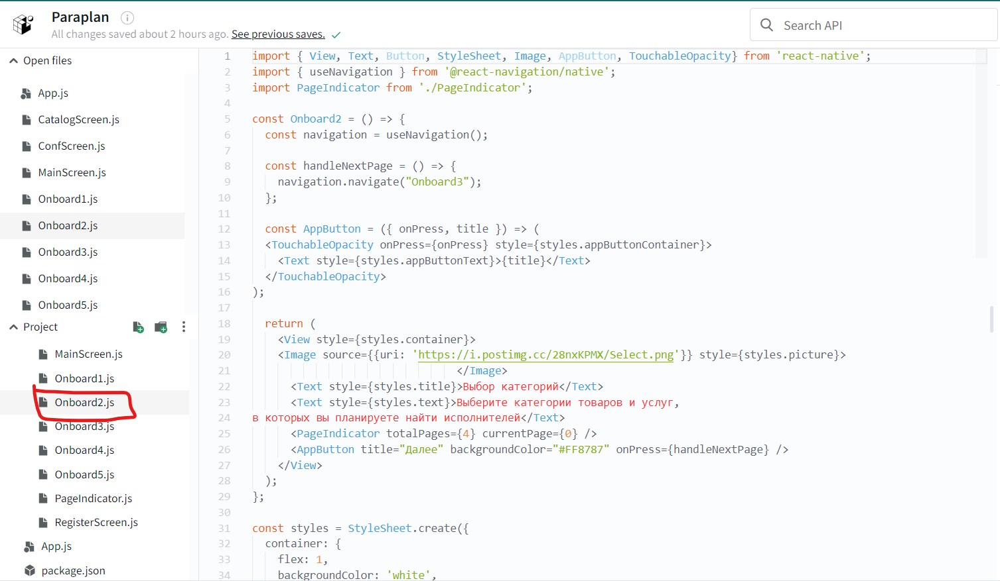 Paraplan
All changes saved about 2 hours ago. See previous saves.
Search API
Open files
App.js
CatalogScreen.js
ConfScreen.js
MainScreen.js
Onboard1.js
Onboard2.js
Onboard3.js
Onboard4.js
Onboard5.js
Project
MainScreen.js
Onboard1.js
Onboard2.js
Onboard3.js
Onboard4.js
Onboard5.js
PageIndicator.js
RegisterScreen.js
App.js
package.json
1 import { View, Text, Button, StyleSheet, Image, AppButton, TouchableOpacity} from 'react-native';
2 import { useNavigation } from '@react-navigation/native';
3 import PageIndicator from './PageIndicator';
4
5 const Onboard2 = () => {
6 const navigation = useNavigation();
7
8 const handleNextPage = () => {
9 navigation.navigate("Onboard3");
10 };
11
12 const AppButton = ({ onPress, title }) => (
13 <TouchableOpacity onPress={onPress} style={styles.appButtonContainer}>
14 <Text style={styles.appButtonText}>{title}</Text>
15 </TouchableOpacity>
16 );
17
18 return (
19 <View style={styles.container}>
20 <Image source={{uri: 'https://i.postimg.cc/28nxKPMX/Select.png'}} style={styles.picture}>
21 </Image>
22 <Text style={styles.title}>Выбор категорий</Text>
23 <Text style={styles.text}>Выберите категории товаров и услуг,
24 в которых вы планируете найти исполнителей</Text>
25 <PageIndicator totalPages={4} currentPage={0} />
26 <AppButton title="Далее" backgroundColor="#FF8787" onPress={handleNextPage} />
27 </View>
28 );
29 };
30
31 const styles = StyleSheet.create({
32 container: {
33 flex: 1,
34 backgroundColor: 'white',